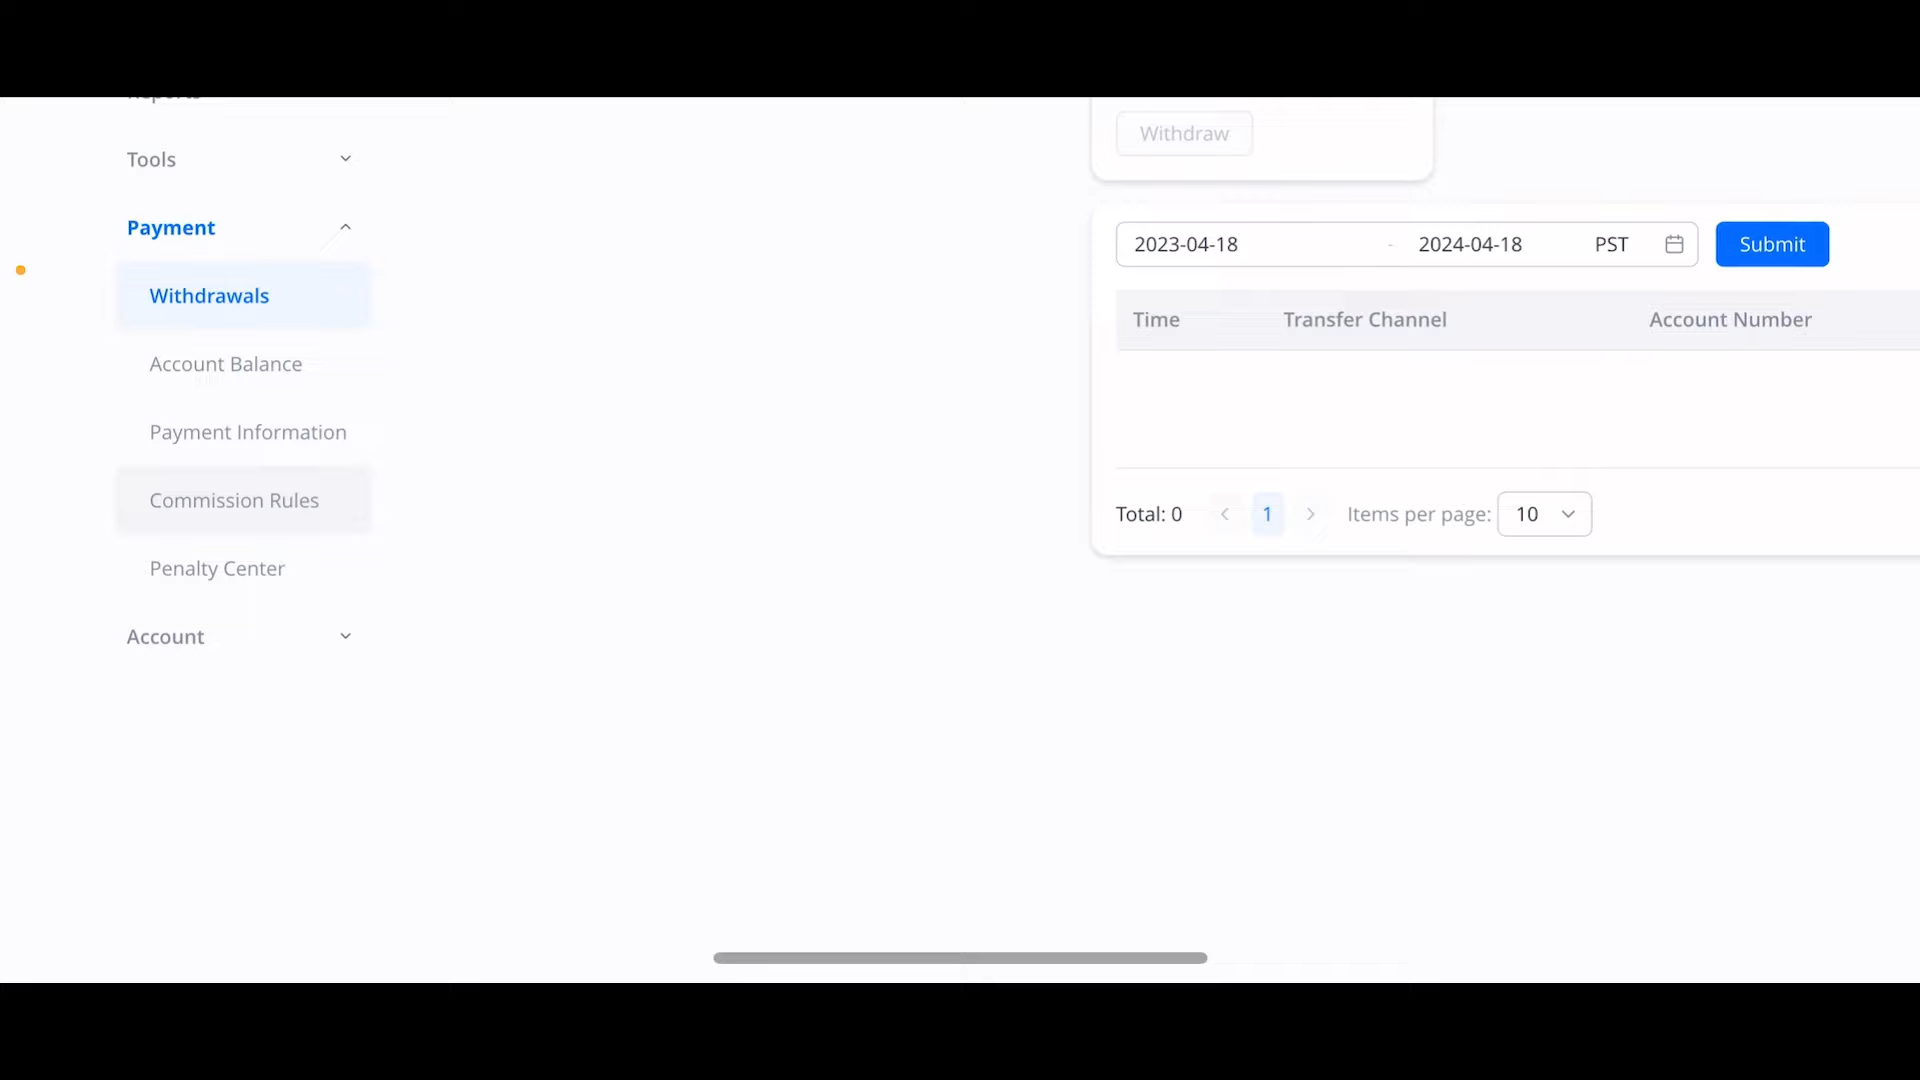 Reports
Tools
Payment
Withdrawals
Account Balance
Payment Information
Commission Rules
Penalty Center
Account
Withdraw
2023-04-18 - 2024-04-18 PST Submit
Time Transfer Channel Account Number
Total: 0 1 Items per page: 10